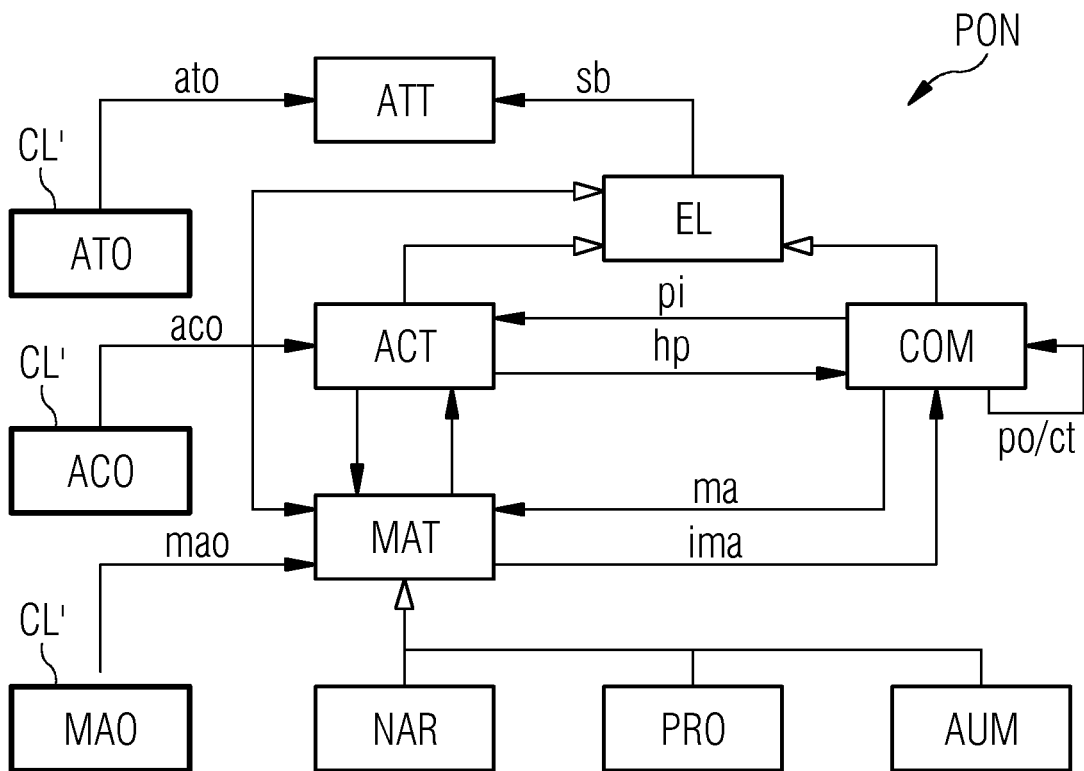 PON
ato
ATT
sb
CL'
ATO
EL
pi
aco
ACT
hp
COM
CL'
po/ct
ACO
ma
MAT
mao
ima
CL'
MAO
NAR
PRO
AUM